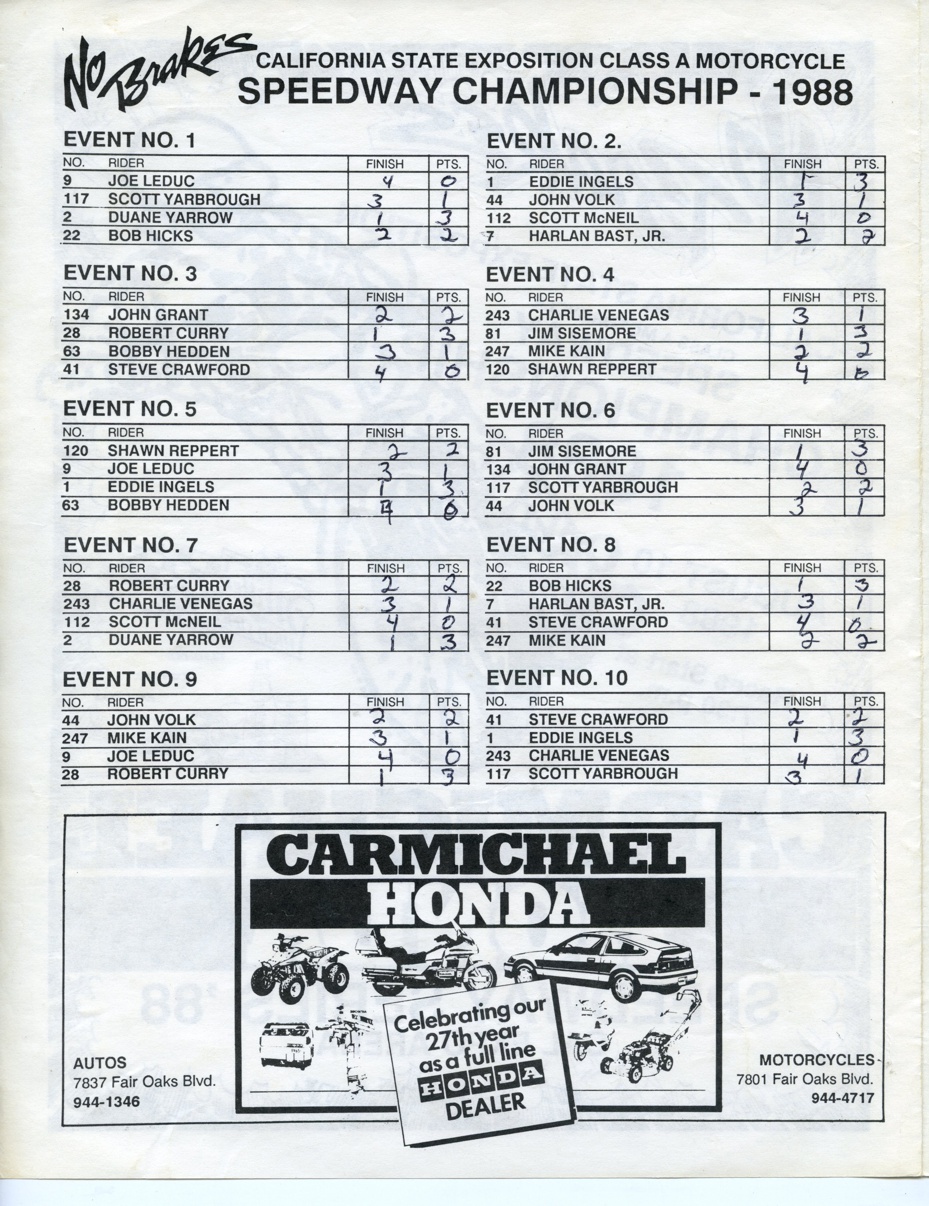 No Brakes
CALIFORNIA STATE EXPOSITION CLASS A MOTORCYCLE
SPEEDWAY CHAMPIONSHIP - 1988
EVENT NO. 1
NO. RIDER FINISH PTS.
9 JOE LEDUC 4 0
117 SCOTT YARBROUGH 3 1
2 DUANE YARROW 1 3
22 BOB HICKS 2 2
EVENT NO. 2.
NO. RIDER FINISH PTS.
1 EDDIE INGELS 1 3
44 JOHN VOLK 3 1
112 SCOTT McNEIL 4 0
7 HARLAN BAST, JR. 2 2
EVENT NO. 3
NO. RIDER FINISH PTS.
134 JOHN GRANT 2 2
28 ROBERT CURRY 1 3
63 BOBBY HEDDEN 3 1
41 STEVE CRAWFORD 4 0
EVENT NO. 4
NO. RIDER FINISH PTS.
243 CHARLIE VENEGAS 3 1
81 JIM SISEMORE 1 3
247 MIKE KAIN 2 2
120 SHAWN REPPERT 4 0
EVENT NO. 5
NO. RIDER FINISH PTS.
120 SHAWN REPPERT 2 2
9 JOE LEDUC 3 1
1 EDDIE INGELS 1 3
63 BOBBY HEDDEN 4 0
EVENT NO. 6
NO. RIDER FINISH PTS.
81 JIM SISEMORE 1 3
134 JOHN GRANT 4 0
117 SCOTT YARBROUGH 2 2
44 JOHN VOLK 3 1
EVENT NO. 7
NO. RIDER FINISH PTS.
28 ROBERT CURRY 2 2
243 CHARLIE VENEGAS 3 1
112 SCOTT McNEIL 4 0
2 DUANE YARROW 1 3
EVENT NO. 8
NO. RIDER FINISH PTS.
22 BOB HICKS 1 3
7 HARLAN BAST, JR. 3 1
41 STEVE CRAWFORD 4 0
247 MIKE KAIN 2 2
EVENT NO. 9
NO. RIDER FINISH PTS.
44 JOHN VOLK 2 2
247 MIKE KAIN 3 1
9 JOE LEDUC 4 0
28 ROBERT CURRY 1 3
EVENT NO. 10
NO. RIDER FINISH PTS.
41 STEVE CRAWFORD 2 2
1 EDDIE INGELS 1 3
243 CHARLIE VENEGAS 4 0
117 SCOTT YARBROUGH 3 1
CARMICHAEL
HONDA
Celebrating our
27th year
as a full line
HONDA
DEALER
AUTOS
7837 Fair Oaks Blvd.
944-1346
MOTORCYCLES
7801 Fair Oaks Blvd.
944-4717